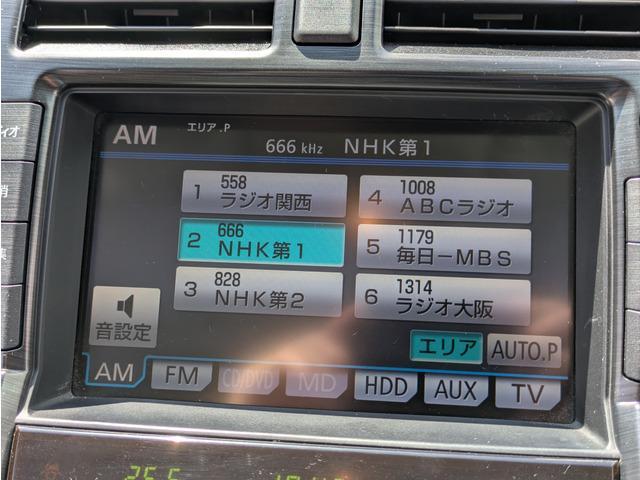 AM エリア.P
666 kHz NHK第1
1 558 ラジオ関西
4 1008 ABCラジオ
2 666 NHK第1
5 1179 毎日-MBS
3 828 NHK第2
6 1314 ラジオ大阪
音設定
エリア AUTO.P
AM FM CD/DVD MD HDD AUX TV